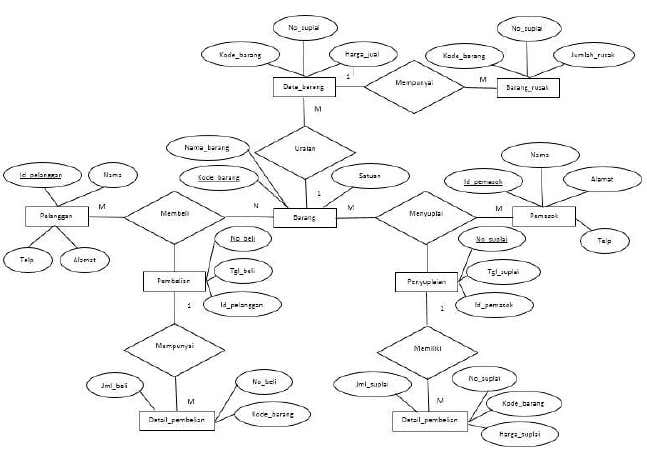 No_suplai
No_suplai
Kode_barang
Harga_jual
Kode_barang
Jumlah_rusak
1
Mempunyai
M
Data_barang
Barang_rusak
M
Nama_barang
Uraian
Nama
Id_pelanggan
Nama
Kode_barang
Satuan
Id_pemasok
Alamat
1
M
Membeli
N
Barang
M
Menyuplai
M
Pemasok
Pelanggan
No_beli
No_suplai
Telp
Telp
Alamat
Tgl_beli
Tgl_suplai
Pembelian
Penyuplaian
Id_pelanggan
Id_pemasok
1
1
Mempunyai
Memiliki
Jml_beli
No_beli
Jml_suplai
No_suplai
M
M
Kode_barang
Kode_barang
Detail_pembelian
Detail_pembelian
Harga_suplai